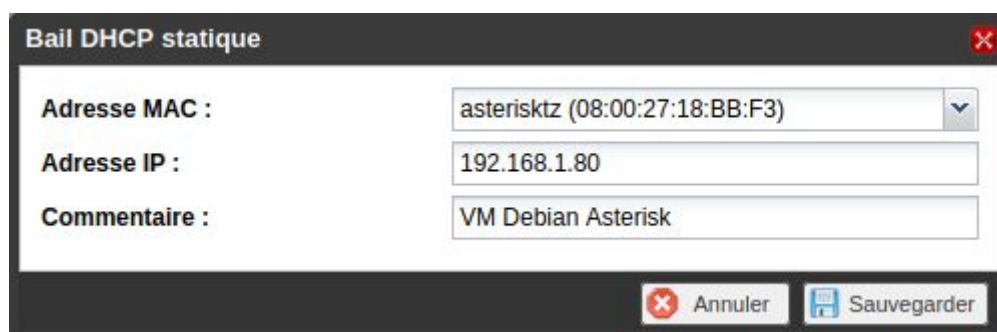 Bail DHCP statique
Adresse MAC : asterisktz (08:00:27:18:BB:F3)
Adresse IP : 192.168.1.80
Commentaire : VM Debian Asterisk
Annuler Sauvegarder